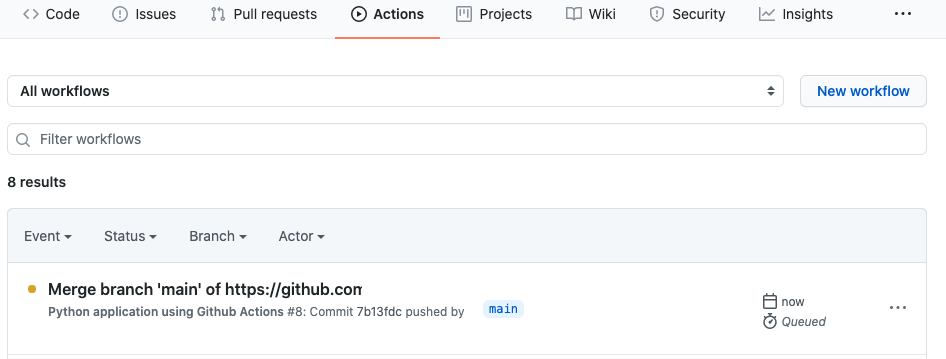 Code Issues Pull requests Actions Projects Wiki Security Insights
All workflows New workflow
Filter workflows
8 results
Event Status Branch Actor
Merge branch 'main' of https://github.com
Python application using Github Actions #8: Commit 7b13fdc pushed by main
now
Queued